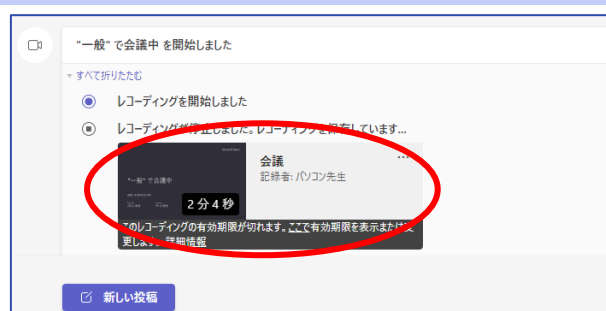 "一般" で会議中 を開始しました
すべて折りたたむ
レコーディングを開始しました
レコーディングが停止しました。レコーディングを保存しています...
会議
記録者: パソコン先生
"一般" で会議中
2 分 4 秒
このレコーディングの有効期限が切れます。ここで有効期限を表示または変
更します。詳細情報
新しい投稿